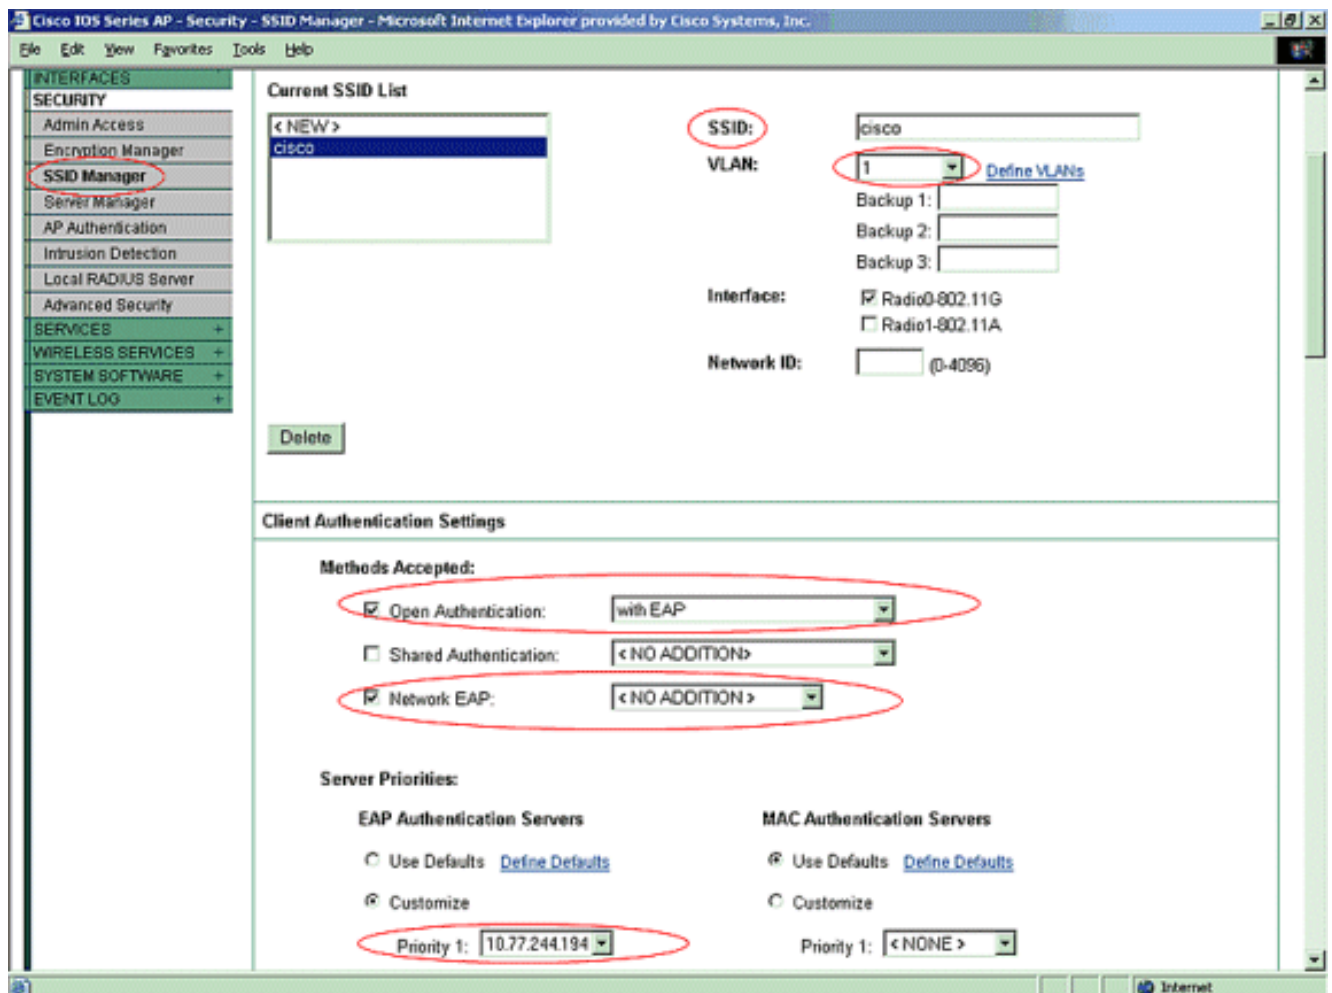 Cisco IOS Series AP - Security - SSID Manager - Microsoft Internet Explorer provided by Cisco Systems, Inc.
File Edit View Favorites Tools Help
INTERFACES
SECURITY
Admin Access
Encryption Manager
SSID Manager
Server Manager
AP Authentication
Intrusion Detection
Local RADIUS Server
Advanced Security
SERVICES +
WIRELESS SERVICES +
SYSTEM SOFTWARE +
EVENT LOG +
Current SSID List
< NEW >
cisco
Delete
SSID: cisco
VLAN: 1 Define VLANs
Backup 1:
Backup 2:
Backup 3:
Interface: Radio0-802.11G
Radio1-802.11A
Network ID: (0-4096)
Client Authentication Settings
Methods Accepted:
Open Authentication: with EAP
Shared Authentication: < NO ADDITION>
Network EAP: < NO ADDITION >
Server Priorities:
EAP Authentication Servers
Use Defaults Define Defaults
Customize
Priority 1: 10.77.244.194
MAC Authentication Servers
Use Defaults Define Defaults
Customize
Priority 1: < NONE >
Internet